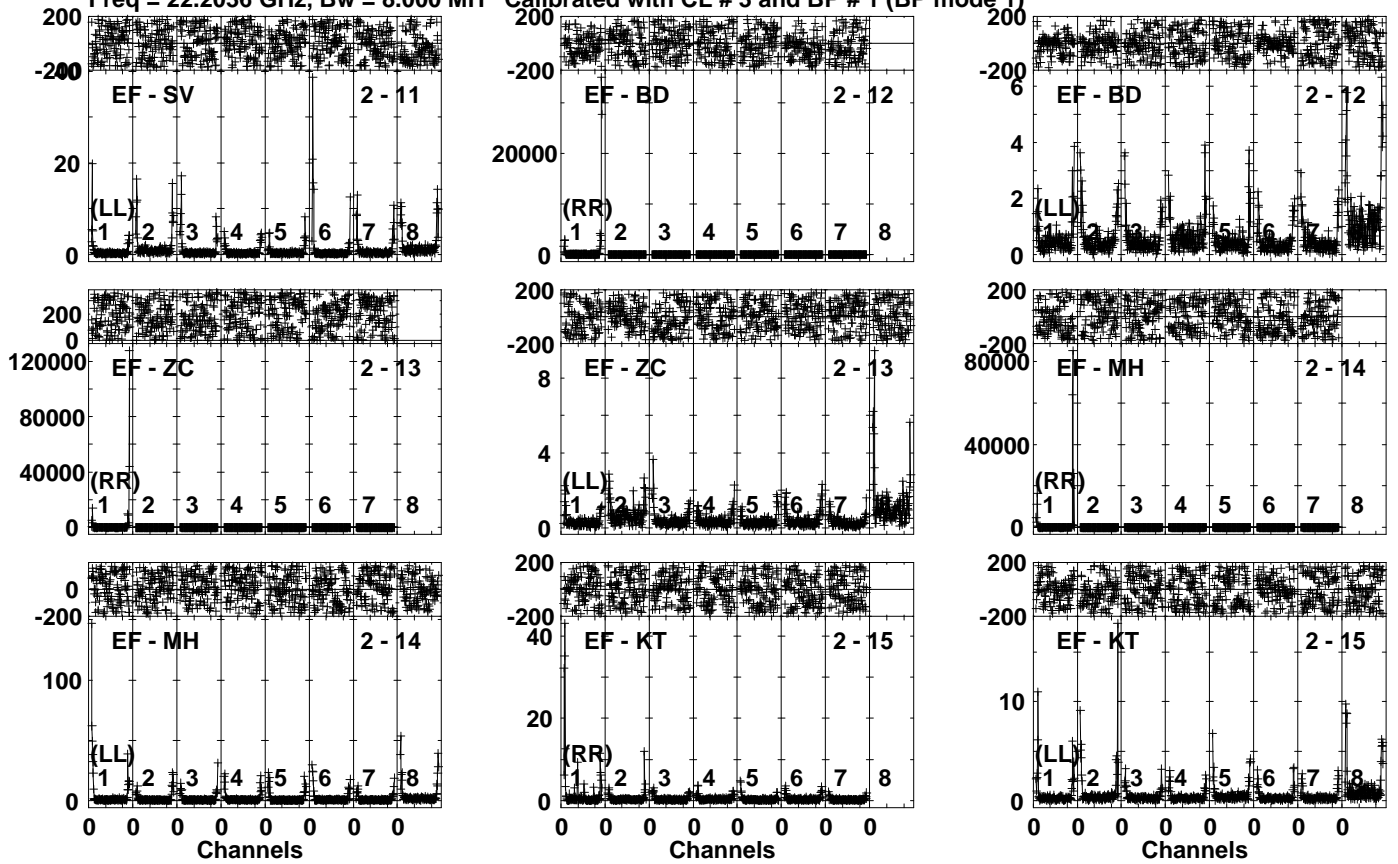 Freq = 22.2036 GHz, Bw = 8.000 MH Calibrated with CL # 3 and BP # 1 (BP mode 1)
200 200 200
-200 -200 -200
40
EF - SV 2 - 11 EF - BD 2 - 12 EF - BD 2 - 12
6
20 20000 4
2
(LL) (RR) (LL)
1 2 3 4 5 6 7 8 1 2 3 4 5 6 7 8 1 2 3 4 5 6 7 8
0 0 0
200 200 200
0 -200 -200
120000 80000
EF - ZC 2 - 13 EF - ZC 2 - 13 EF - MH 2 - 14
8
80000
40000 4 40000
(RR) (LL) (RR)
1 2 3 4 5 6 7 8 1 2 3 4 5 6 7 8 1 2 3 4 5 6 7 8
0 0 0
0 200 200
-200 -200 -200
EF - MH 2 - 14 EF - KT 2 - 15 EF - KT 2 - 15
40
100 20 10
(LL) (RR) (LL)
1 2 3 4 5 6 7 8 1 2 3 4 5 6 7 8 1 2 3 4 5 6 7 8
0 0 0
0 0 0 0 0 0 0 0 0 0 0 0 0 0 0 0 0 0 0 0 0 0 0 0
Channels Channels Channels